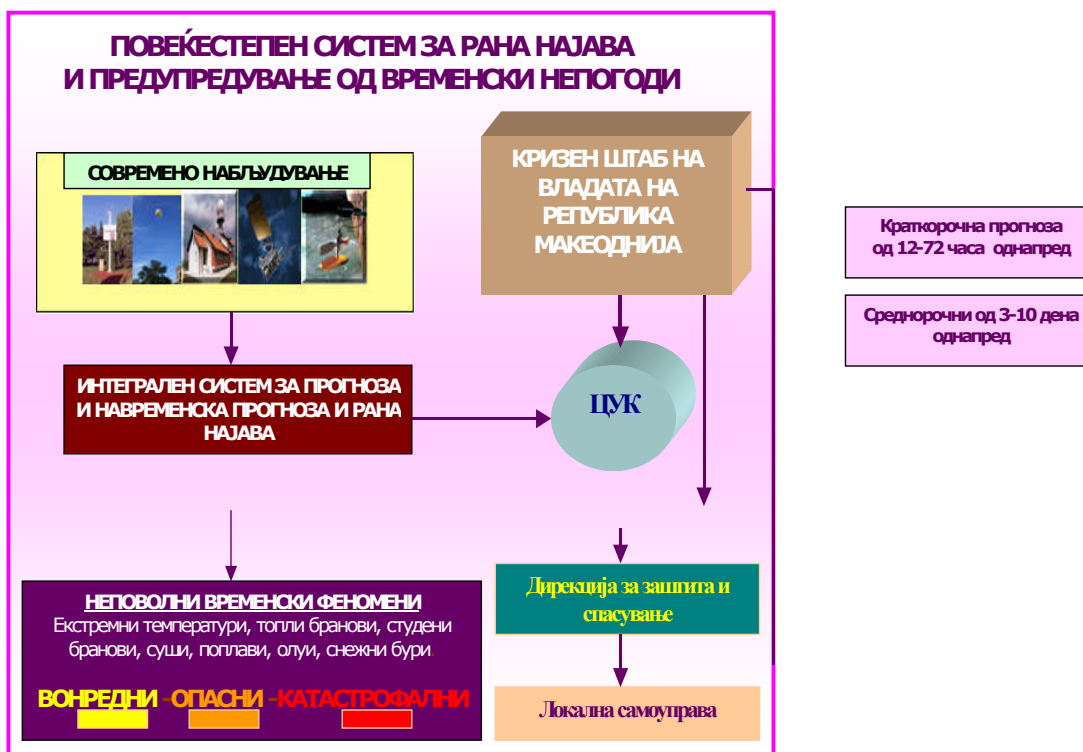 ПОВЕЌЕСТЕПЕН СИСТЕМ ЗА РАНА НАЈАВА
И ПРЕДУПРЕДУВАЊЕ ОД ВРЕМЕНСКИ НЕПОГОДИ
СОВРЕМЕНО НАБЉУДУВАЊЕ
КРИЗЕН ШТАБ НА
ВЛАДАТА НА
РЕПУБЛИКА
МАКЕОДНИЈА
Краткорочна прогноза
од 12-72 часа однапред
Среднорочни од 3-10 дена
однапред
ИНТЕГРАЛЕН СИСТЕМ ЗА ПРОГНОЗА
И НАВРЕМЕНСКА ПРОГНОЗА И РАНА
НАЈАВА
ЦУК
НЕПОВОЛНИ ВРЕМЕНСКИ ФЕНОМЕНИ
Екстремни температури, топли бранови, студени
бранови, суши, поплави, олуи, снежни бури
ВОНРЕДНИ -ОПАСНИ -КАТАСТРОФАЛНИ
Дирекција за заштита и
спасување
Локална самоуправа